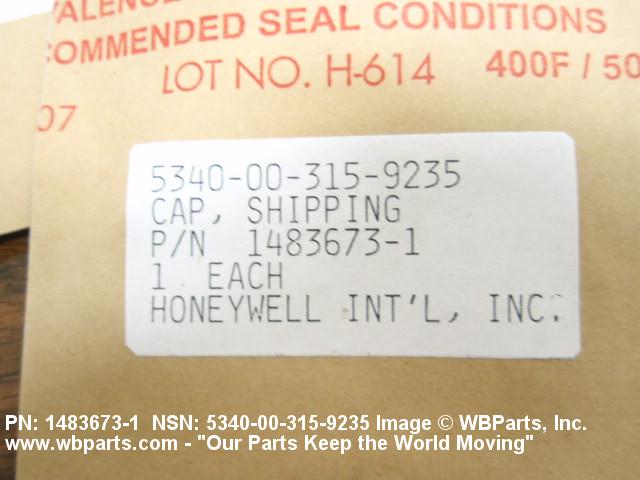 OMMENDED SEAL CONDITIONS
LOT NO. H-614 400F / 50
07
5340-00-315-9235
CAP, SHIPPING
P/N 1483673-1
1 EACH
HONEYWELL INT'L, INC.
PN: 1483673-1 NSN: 5340-00-315-9235 Image © WBParts, Inc.
www.wbparts.com - "Our Parts Keep the World Moving"